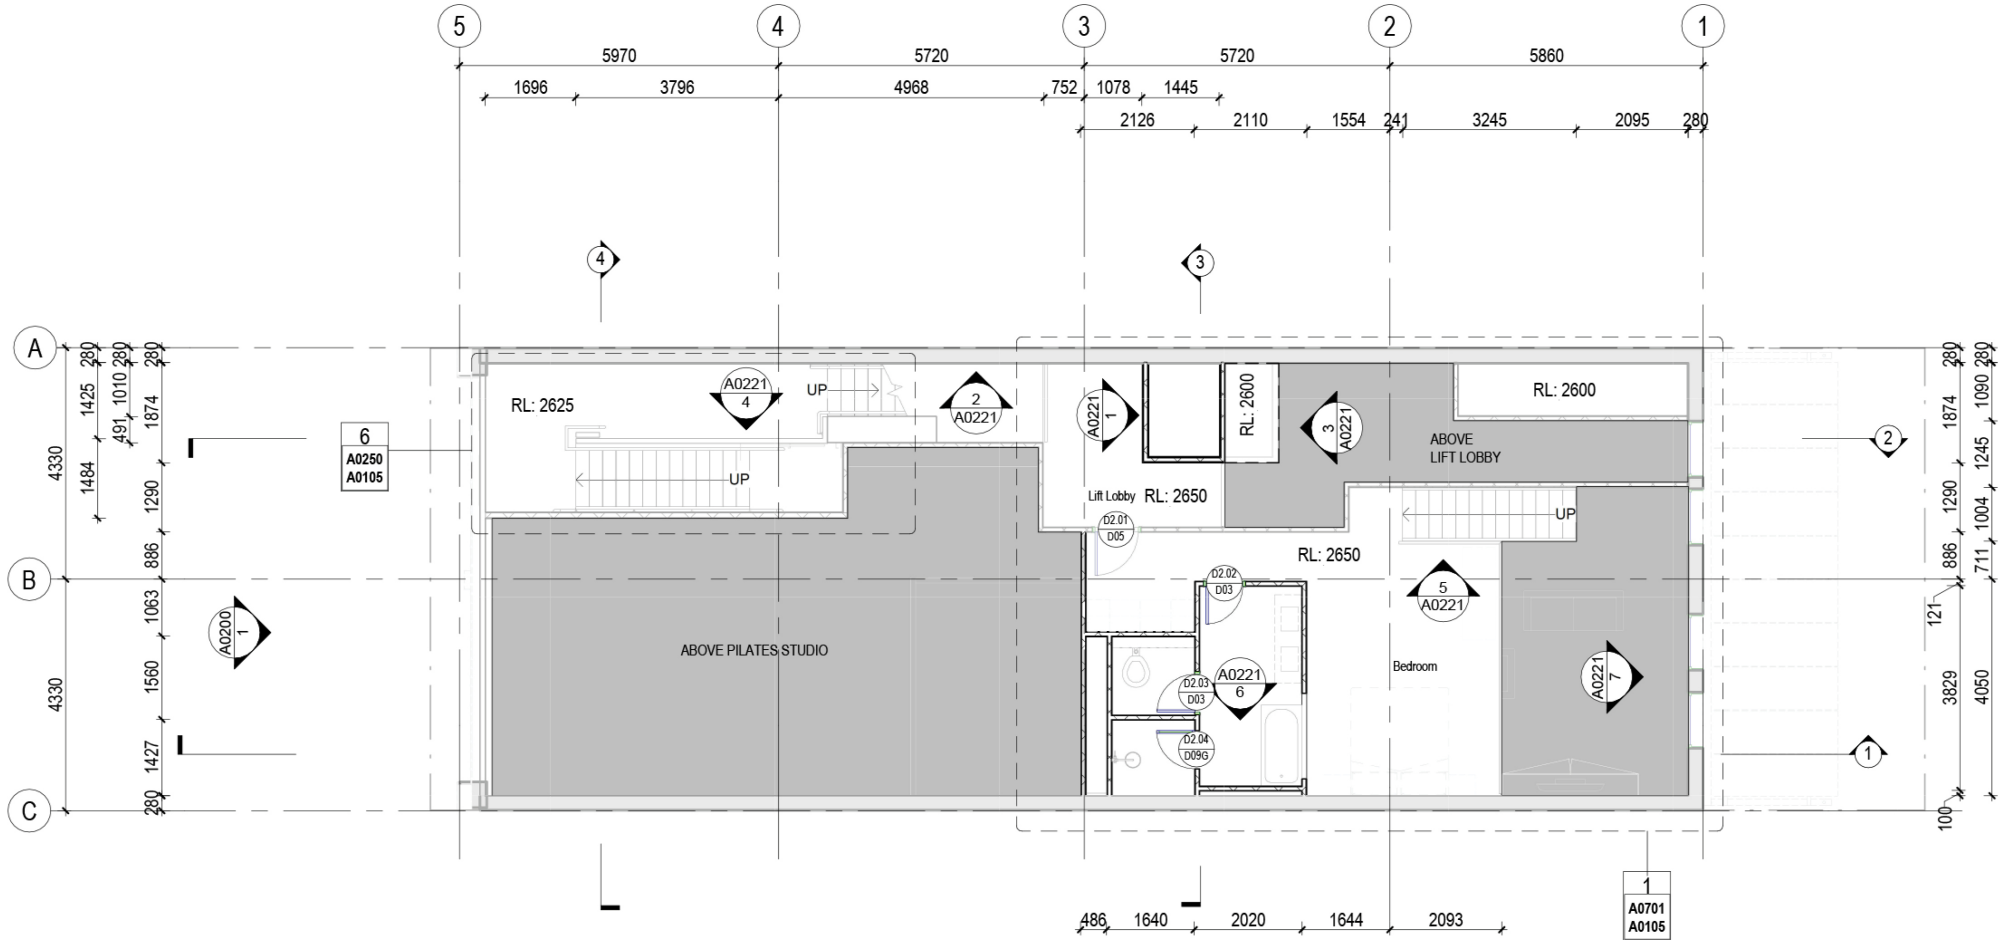 5 4 3 2 1
5970 5720 5720 5860
1696 3796 4968 752 1078 1445
2126 2110 1554 241 3245 2095 280
4 3
A
280 280 280
1425 1010 1874
491
4330
1484 1290
886
B
1063
4330 1560
1427
280
C
280 280
1874 1090
1245
1290 1004
886 711
121
3829 4050
100
RL: 2625
A0221
4
UP
2
A0221
A0221
1
RL: 2600
3
A0221
RL: 2600
ABOVE
LIFT LOBBY
2
6
A0250
A0105
UP
Lift Lobby RL: 2650
D2.01
D05
UP
RL: 2650
D2.02
D03
5
A0221
A0200
1
ABOVE PILATES STUDIO
Bedroom
A0221
7
D2.03
D03
A0221
6
D2.04
D09G
1
1
A0701
A0105
486 1640 2020 1644 2093